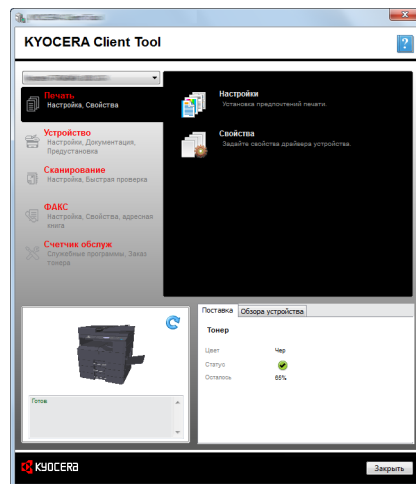 KYOCERA Client Tool
?
Печать
Настройка, Свойства
Устройство
Настройки, Документация,
Предустановка
Сканирование
Настройка, Быстрая проверка
ФАКС
Настройка, Свойства, адресная
книга
Счетчик обслуж
Служебные программы, Заказ
тонера
Настройки
Установка предпочтений печати.
Свойства
Задайте свойства драйвера устройства.
Готов
Поставка
Обзора устройства
Тонер
Цвет Чер
Статус
Осталось 65%
KYOCERA
Закрыть